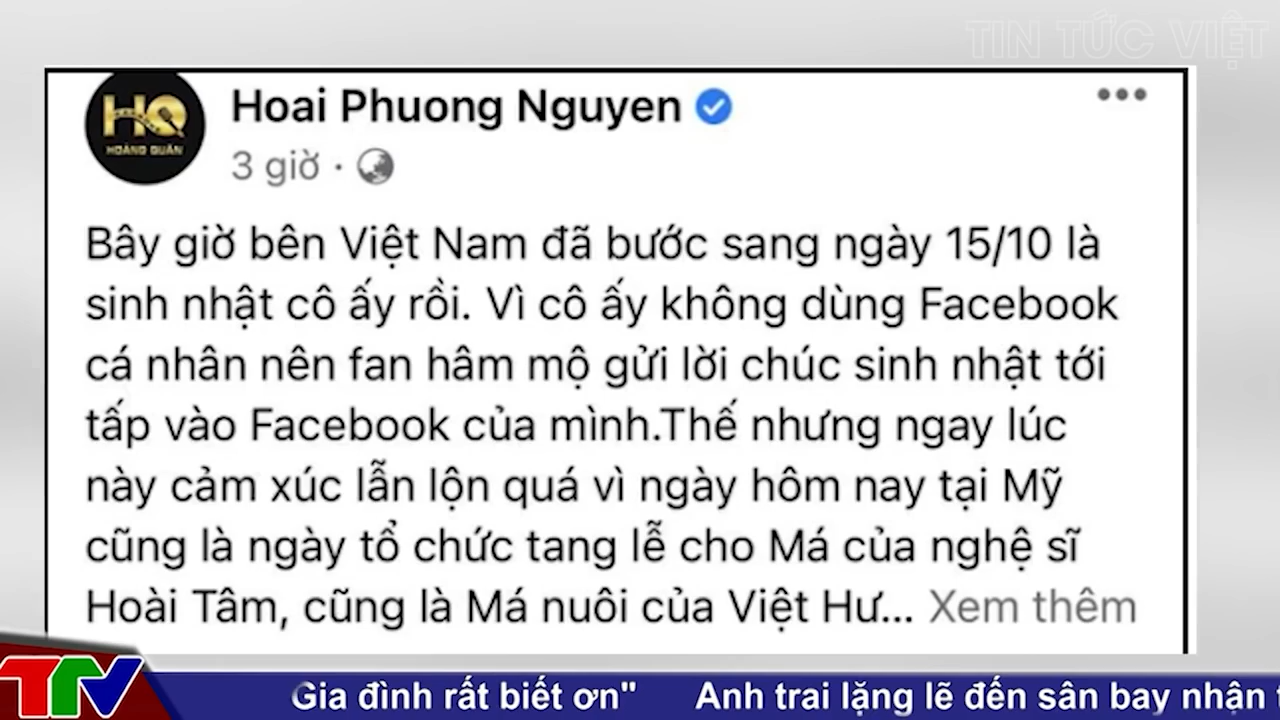 TIN TỨC VIỆT
HQ
HOÀNG QUÂN
Hoai Phuong Nguyen
3 giờ ·
Bây giờ bên Việt Nam đã bước sang ngày 15/10 là
sinh nhật cô ấy rồi. Vì cô ấy không dùng Facebook
cá nhân nên fan hâm mộ gửi lời chúc sinh nhật tới
tấp vào Facebook của mình.Thế nhưng ngay lúc
này cảm xúc lẫn lộn quá vì ngày hôm nay tại Mỹ
cũng là ngày tổ chức tang lễ cho Má của nghệ sĩ
Hoài Tâm, cũng là Má nuôi của Việt Hư... Xem thêm
TTV
Gia đình rất biết ơn" Anh trai lặng lẽ đến sân bay nhận